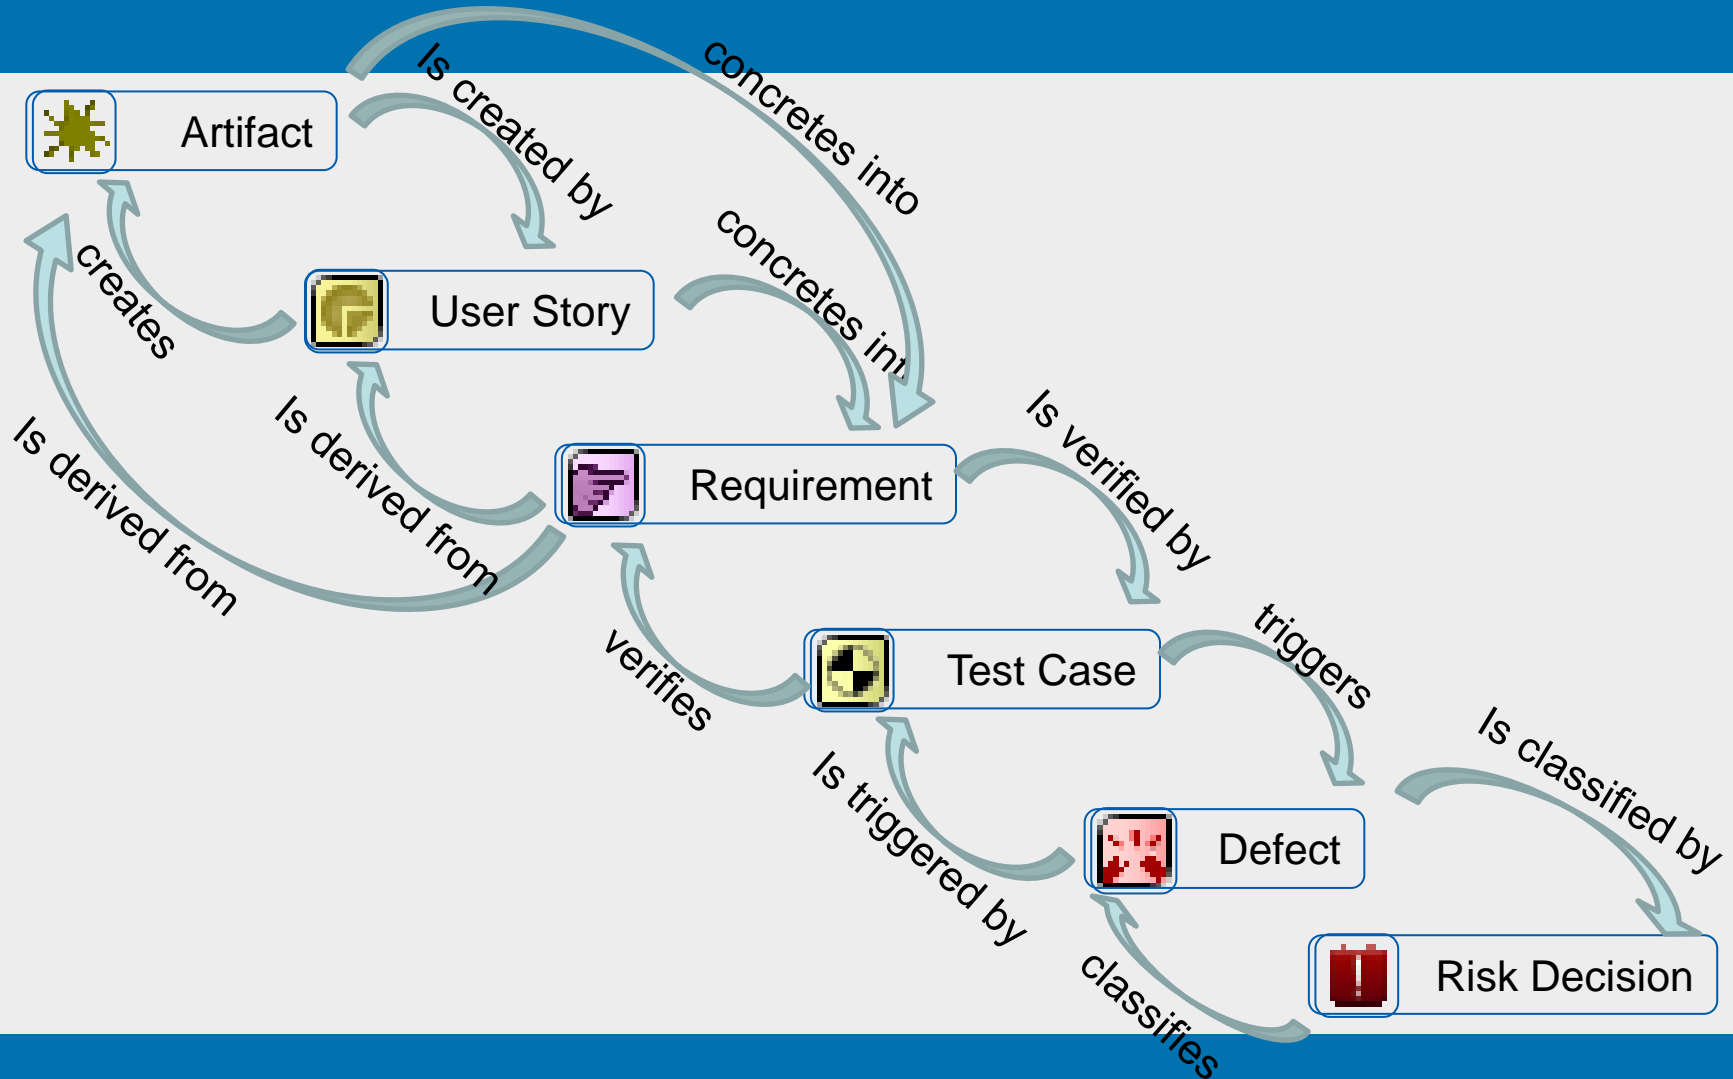 Is created by
concretes into
Artifact
concretes
creates
User Story
Is derived from
Is derived from
Is verified by
Requirement
verifies
triggers
Test Case
Is triggered by
Is classified by
Defect
classifies
Risk Decision